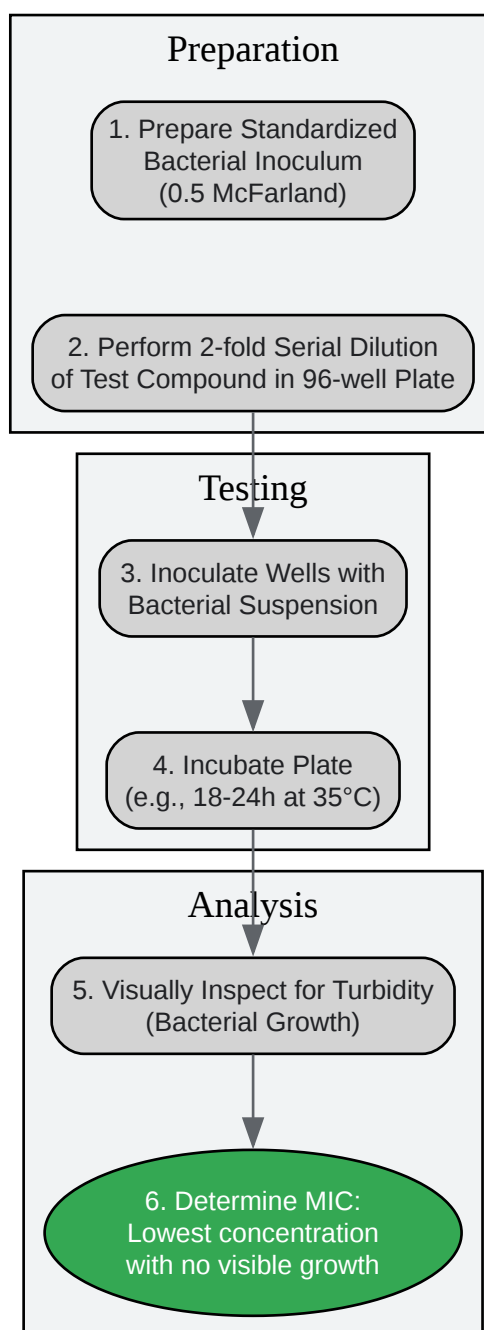 Preparation
1. Prepare Standardized
Bacterial Inoculum
(0.5 McFarland)
2. Perform 2-fold Serial Dilution
of Test Compound in 96-well Plate
Testing
3. Inoculate Wells with
Bacterial Suspension
4. Incubate Plate
(e.g., 18-24h at 35°C)
Analysis
5. Visually Inspect for Turbidity
(Bacterial Growth)
6. Determine MIC:
Lowest concentration
with no visible growth